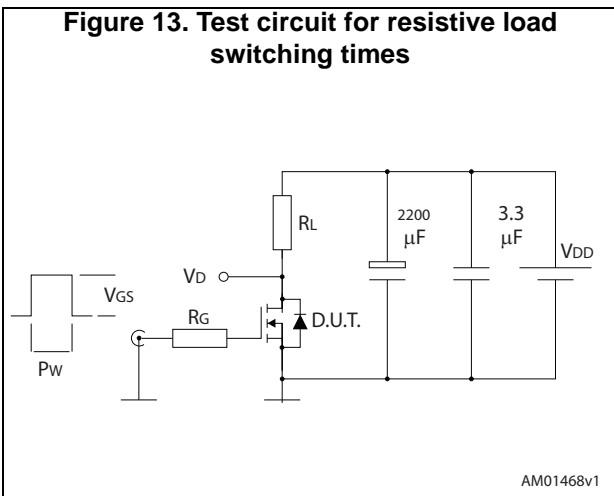 Figure 13. Test circuit for resistive load
switching times
RL
2200
μF
3.3
μF
VDD
VD
VGS
RG
D.U.T.
PW
AM01468v1